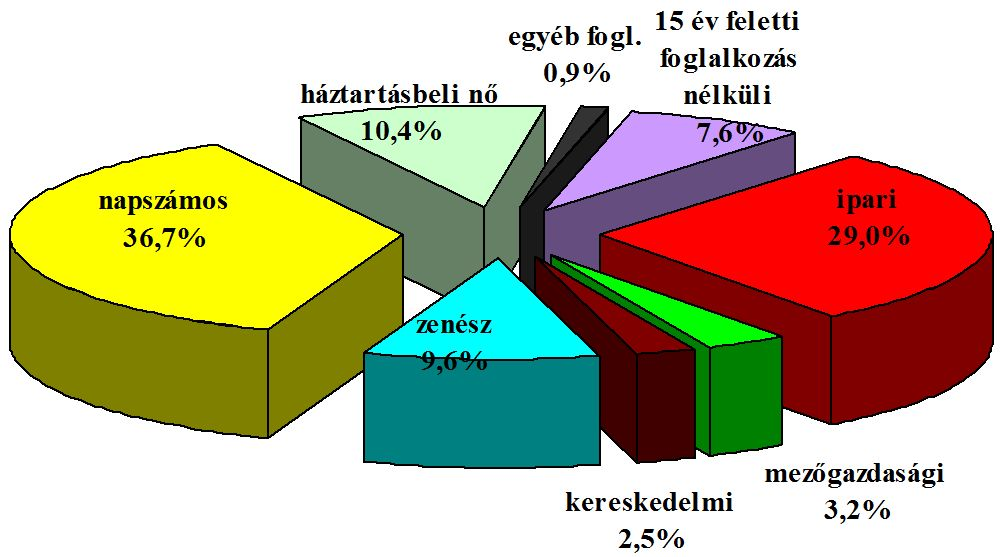 egyéb fogl.
0,9%
15 év feletti
foglalkozás
nélküli
7,6%
háztartásbeli nő
10,4%
napszámos
36,7%
ipari
29,0%
zenész
9,6%
mezőgazdasági
3,2%
kereskedelmi
2,5%